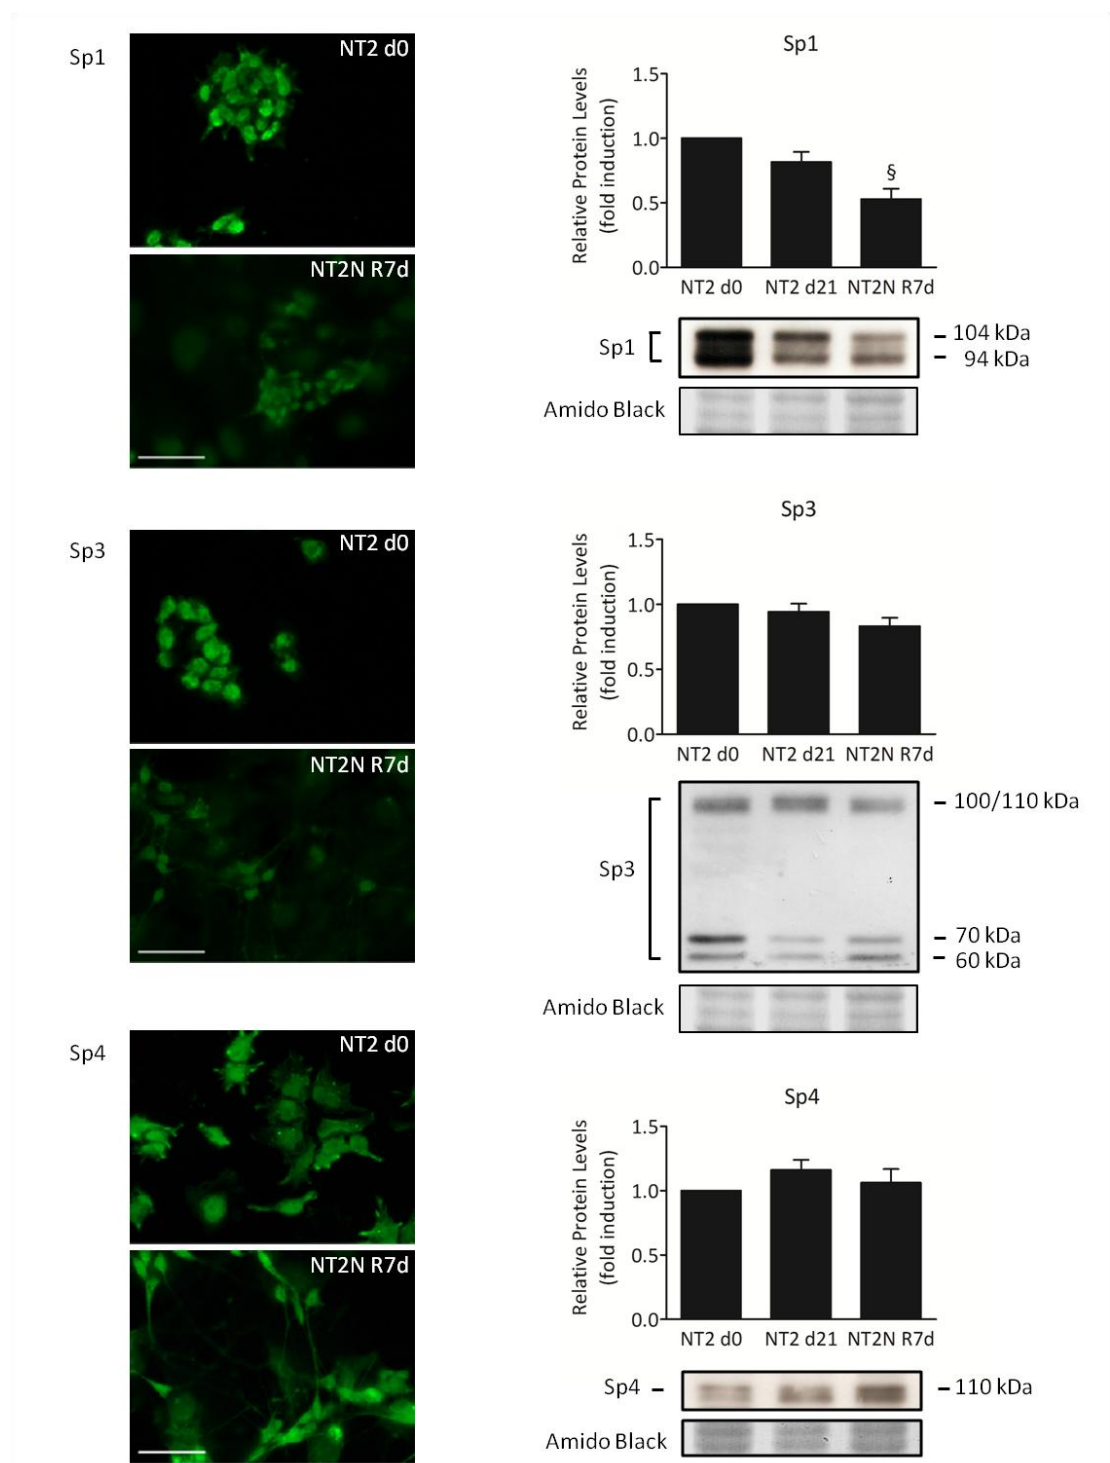 Sp1
NT2 d0
NT2N R7d
Sp1
Relative Protein Levels
(fold induction)
1.5
1.0
0.5
0.0
§
NT2 d0 NT2 d21 NT2N R7d
Sp1
104 kDa
94 kDa
Amido Black
Sp3
NT2 d0
NT2N R7d
Sp3
Relative Protein Levels
(fold induction)
1.5
1.0
0.5
0.0
NT2 d0 NT2 d21 NT2N R7d
Sp3
100/110 kDa
70 kDa
60 kDa
Amido Black
Sp4
NT2 d0
NT2N R7d
Sp4
Relative Protein Levels
(fold induction)
1.5
1.0
0.5
0.0
NT2 d0 NT2 d21 NT2N R7d
Sp4
110 kDa
Amido Black